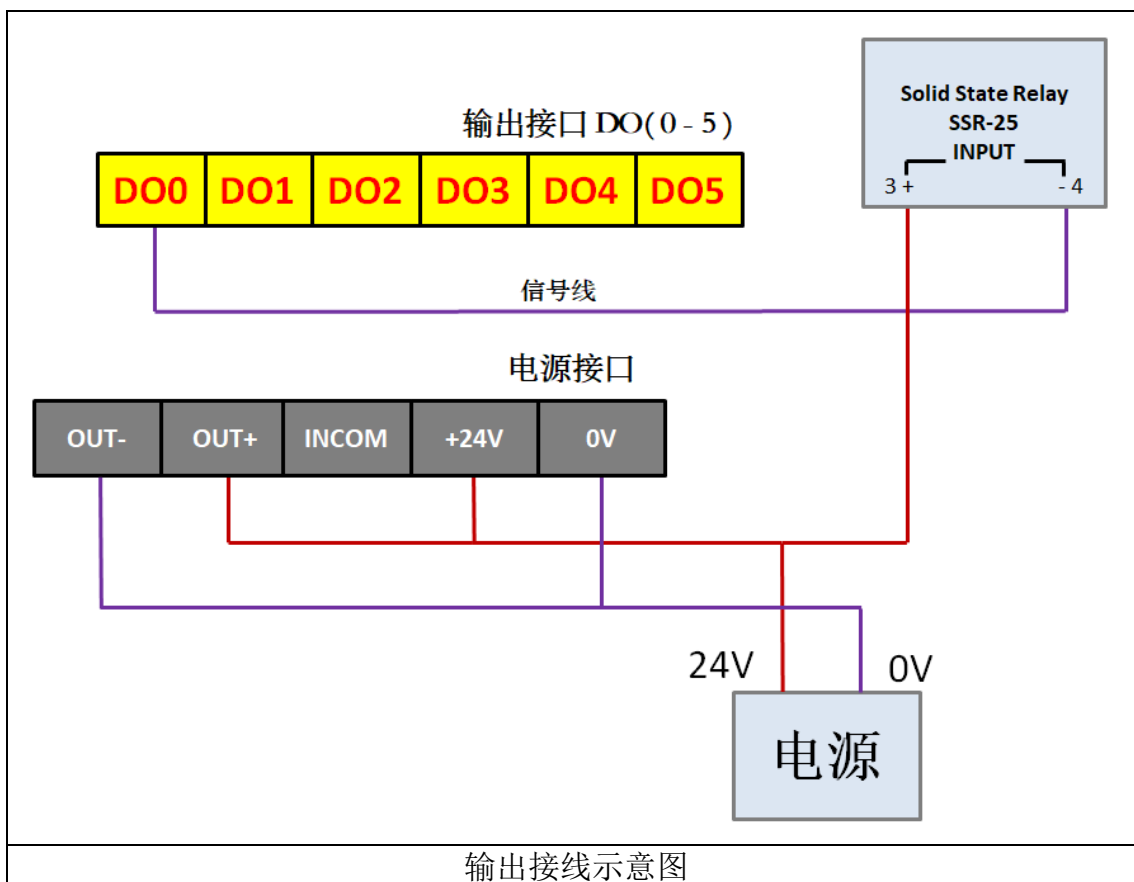 Solid State Relay
SSR-25
INPUT
3 +
- 4
输出接口 DO(0-5)
DO0 DO1 DO2 DO3 DO4 DO5
信号线
电源接口
OUT- OUT+ INCOM +24V 0V
24V
0V
电源
输出接线示意图